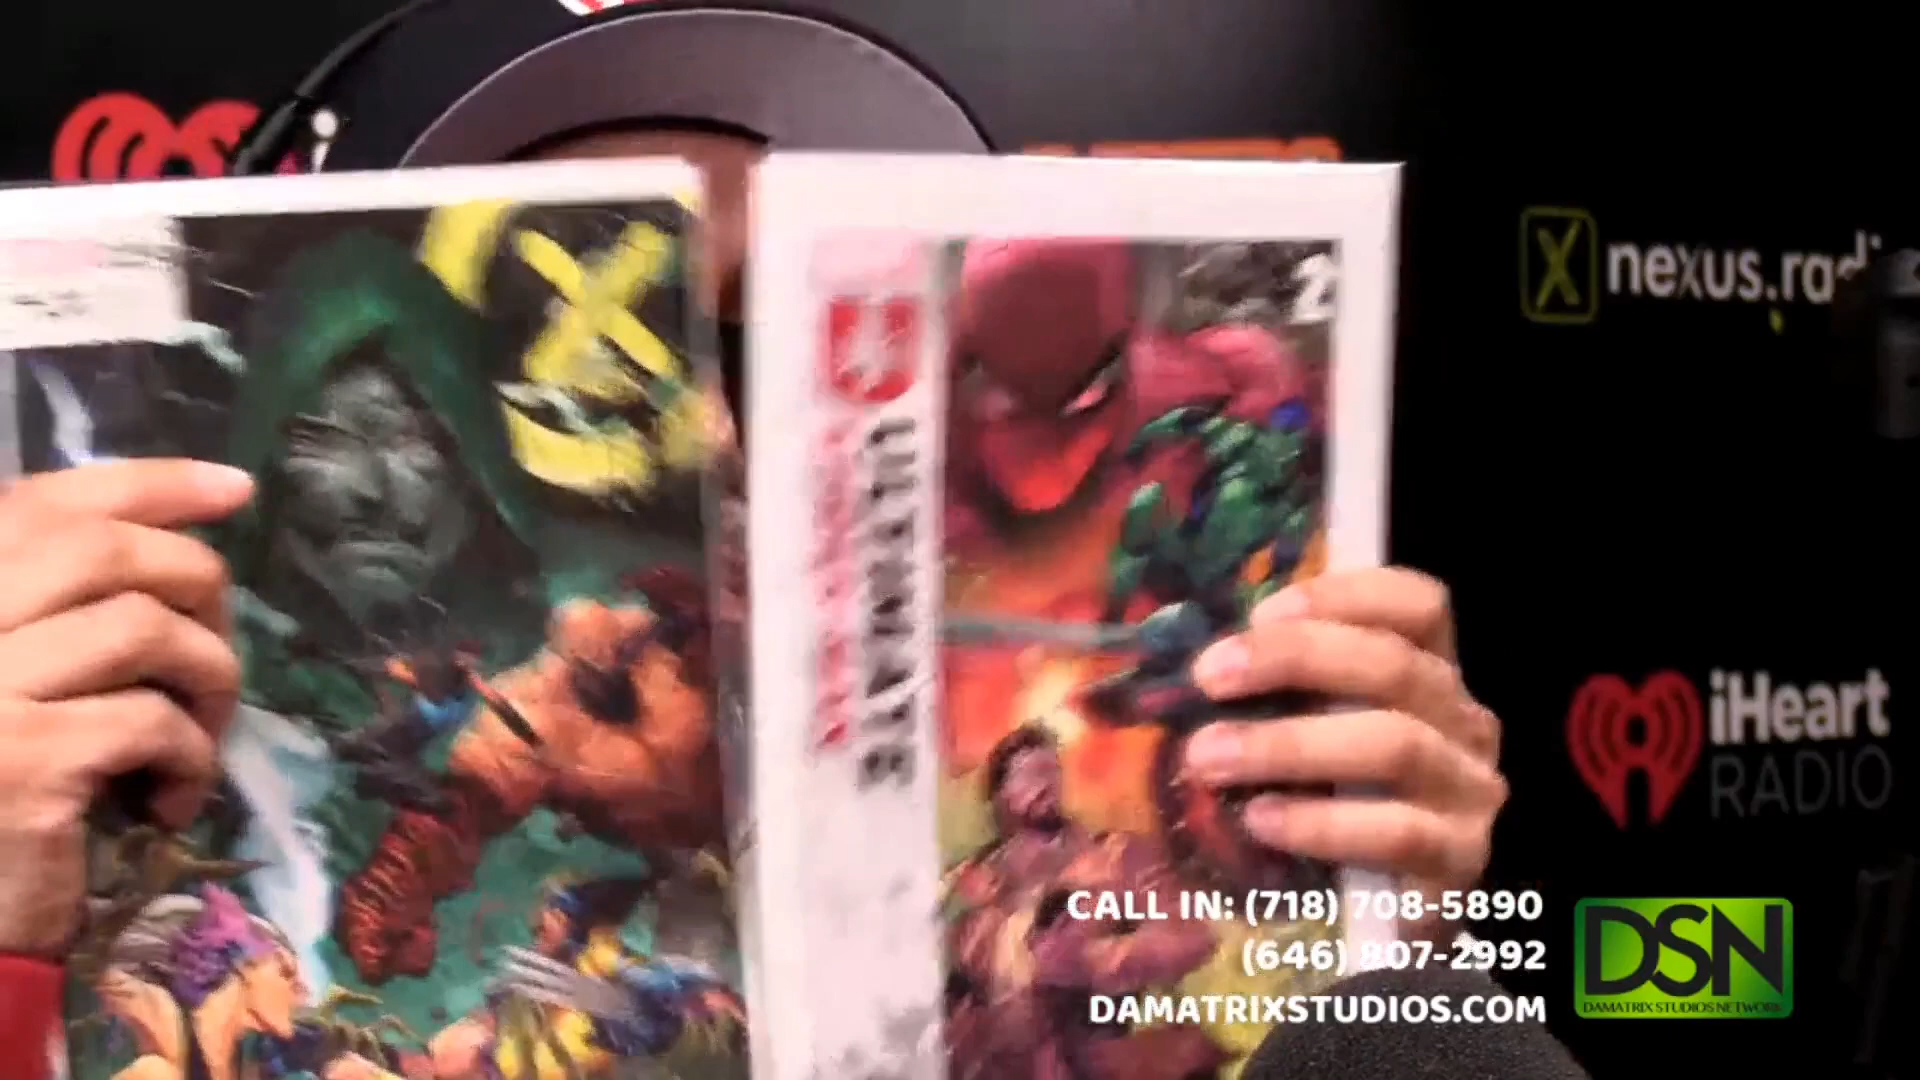 nexus.rad
2
ULTIMATE
iHeart
RADIO
CALL IN: (718) 708-5890
(646) 807-2992
DAMATRIXSTUDIOS.COM
DSN
DAMATRIX STUDIOS NETWORK